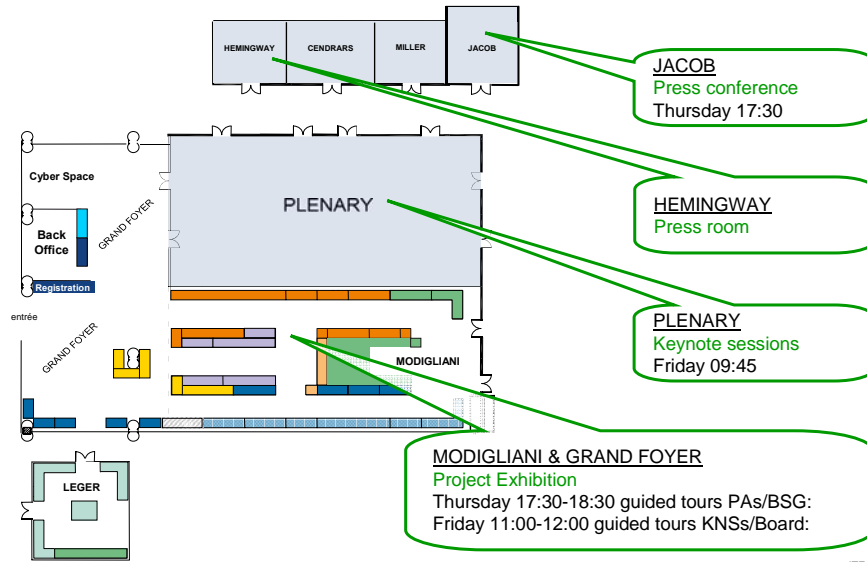 HEMINGWAY
CENDRARS
MILLER
JACOB
JACOB
Press conference
Thursday 17:30
Cyber Space
GRAND FOYER
Back
Office
PLENARY
HEMINGWAY
Press room
Registration
entrée
GRAND FOYER
MODIGLIANI
PLENARY
Keynote sessions
Friday 09:45
MODIGLIANI & GRAND FOYER
Project Exhibition
Thursday 17:30-18:30 guided tours PAs/BSG:
Friday 11:00-12:00 guided tours KNSs/Board:
LEGER